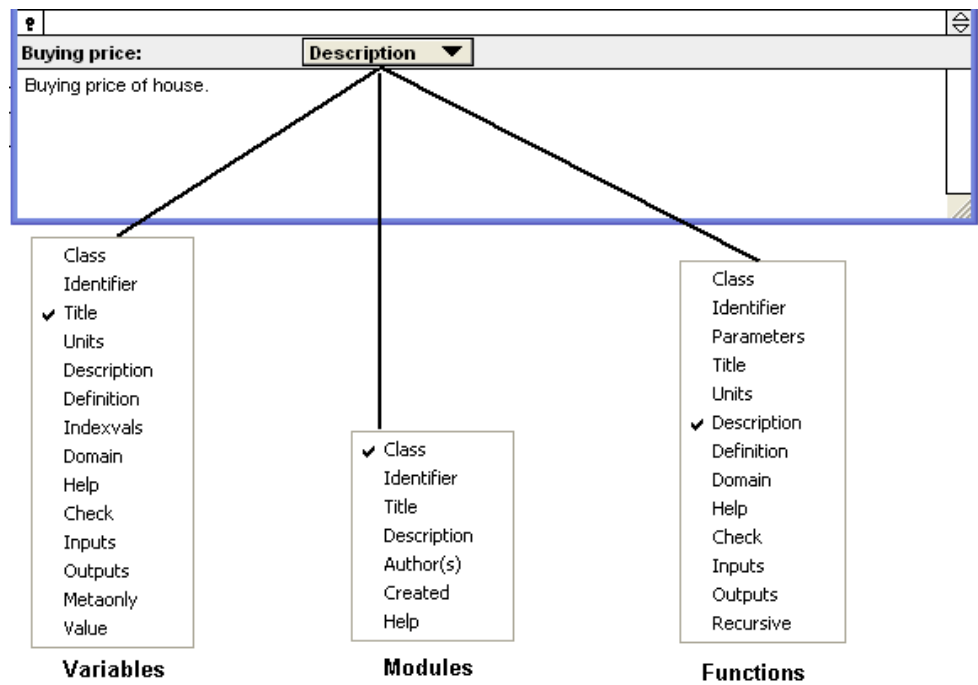 Buying price:
Description
Buying price of house.
Class
Identifier
Title
Units
Description
Definition
Indexvals
Domain
Help
Check
Inputs
Outputs
Metaonly
Value
Variables
Class
Identifier
Title
Description
Author(s)
Created
Help
Modules
Class
Identifier
Parameters
Title
Units
Description
Definition
Domain
Help
Check
Inputs
Outputs
Recursive
Functions